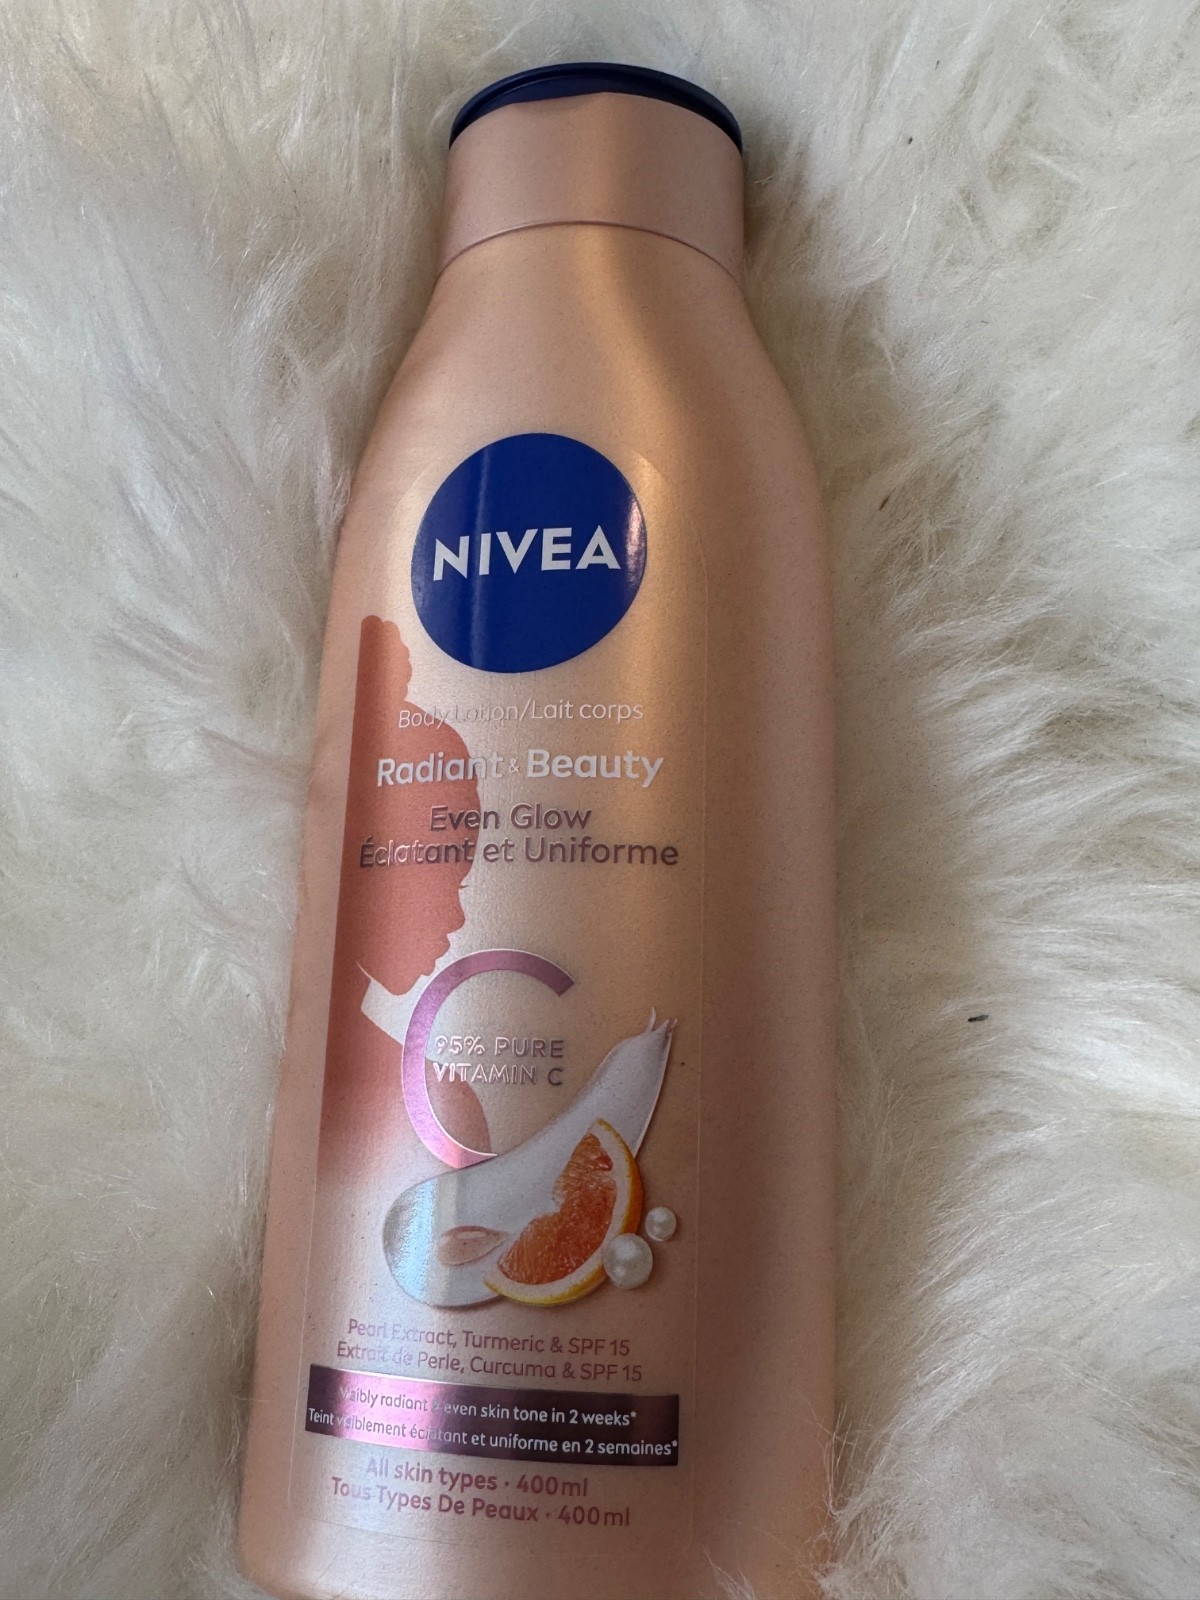 NIVEA
Body Lotion/Lait corps
Radiant & Beauty
Even Glow
Éclatant et Uniforme
95% PURE
VITAMIN C
Pearl Extract, Turmeric & SPF 15
Extrait de Perle, Curcuma & SPF 15
Visibly radiant & even skin tone in 2 weeks*
Teint visiblement éclatant et uniforme en 2 semaines*
All skin types · 400ml
Tous Types De Peaux · 400ml